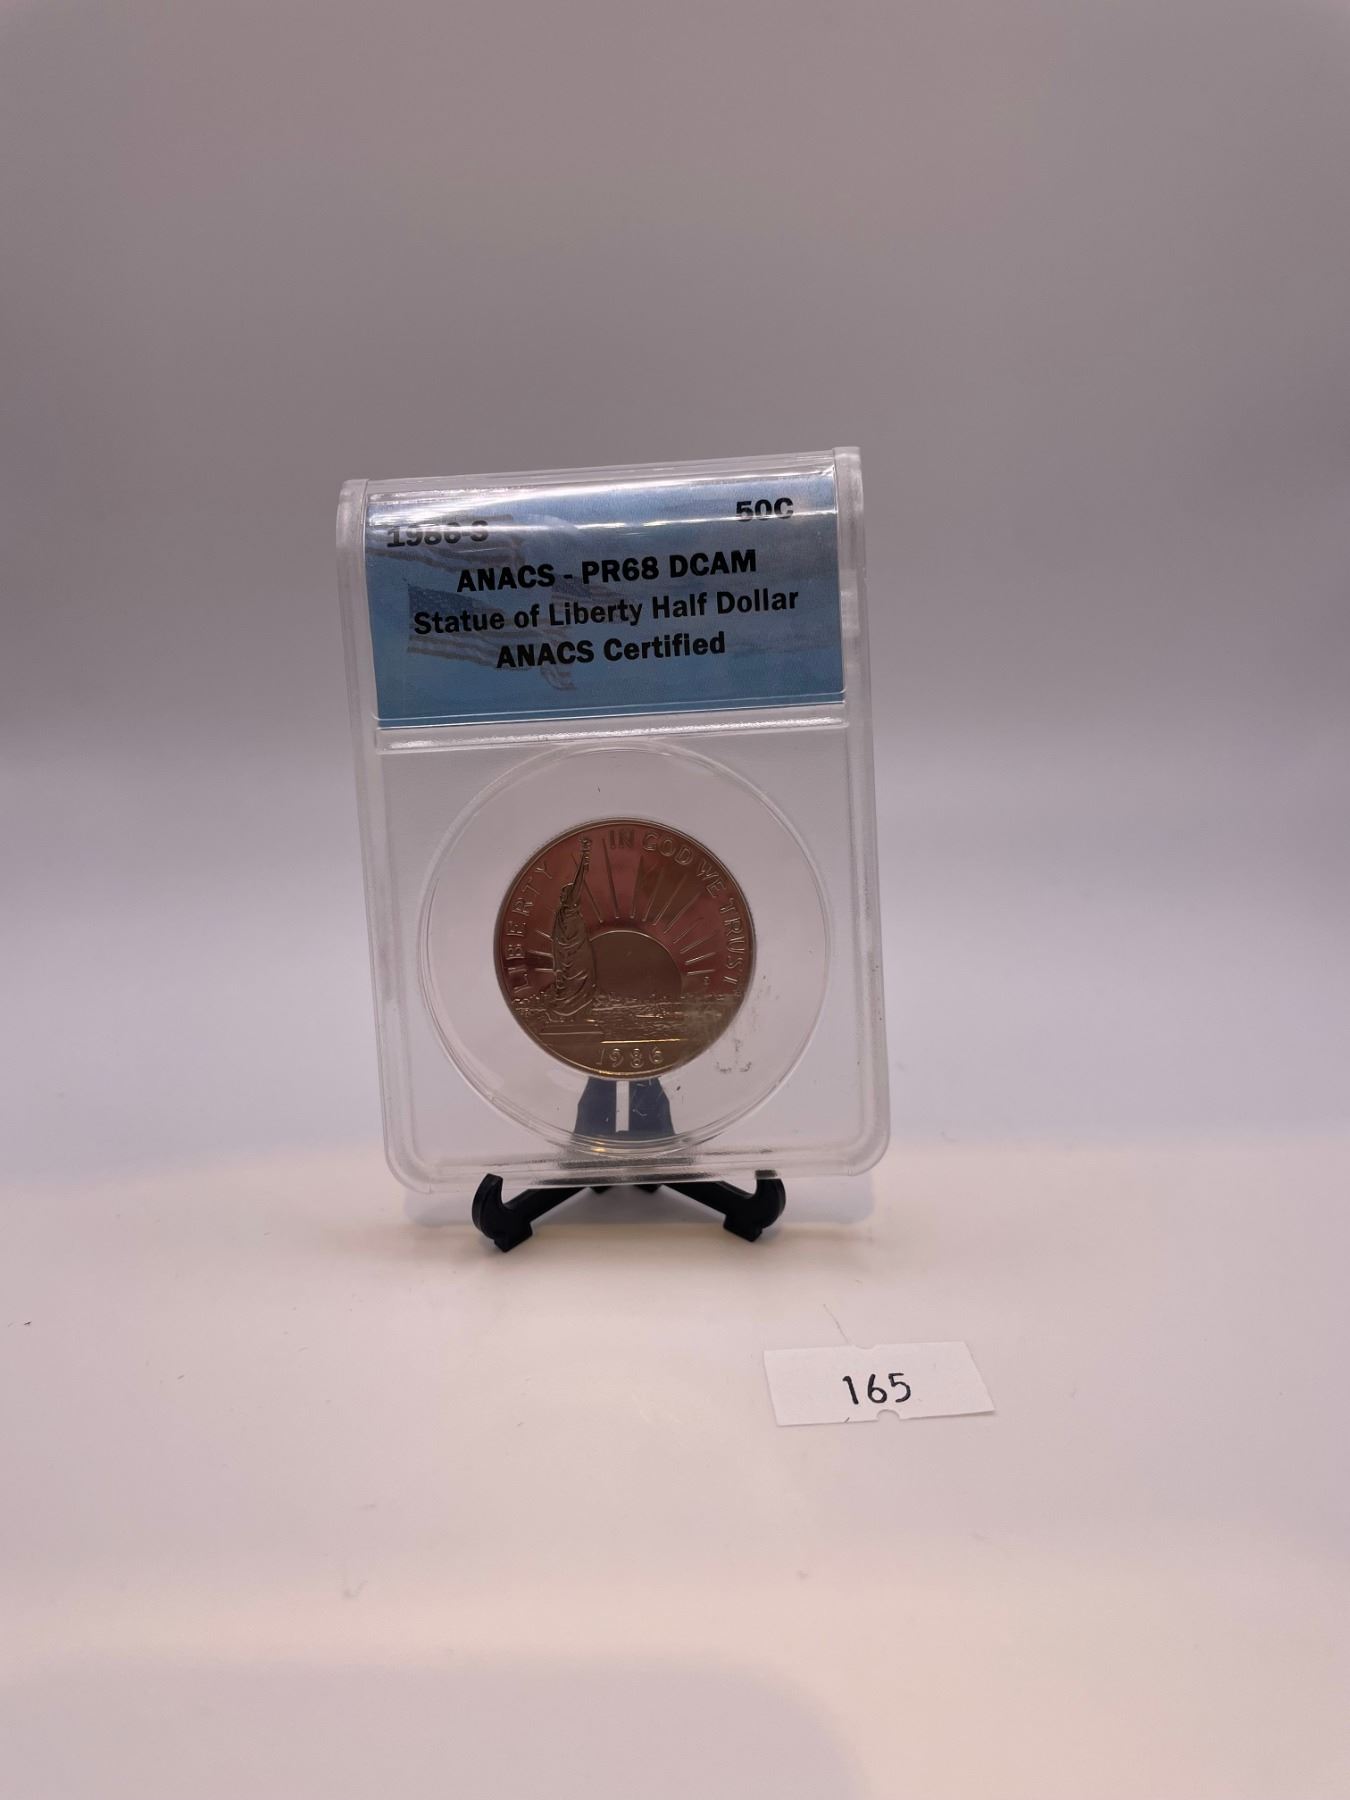 1986-S 50C
ANACS - PR68 DCAM
Statue of Liberty Half Dollar
ANACS Certified
LIBERTY IN GOD WE TRUST
S
1986
165